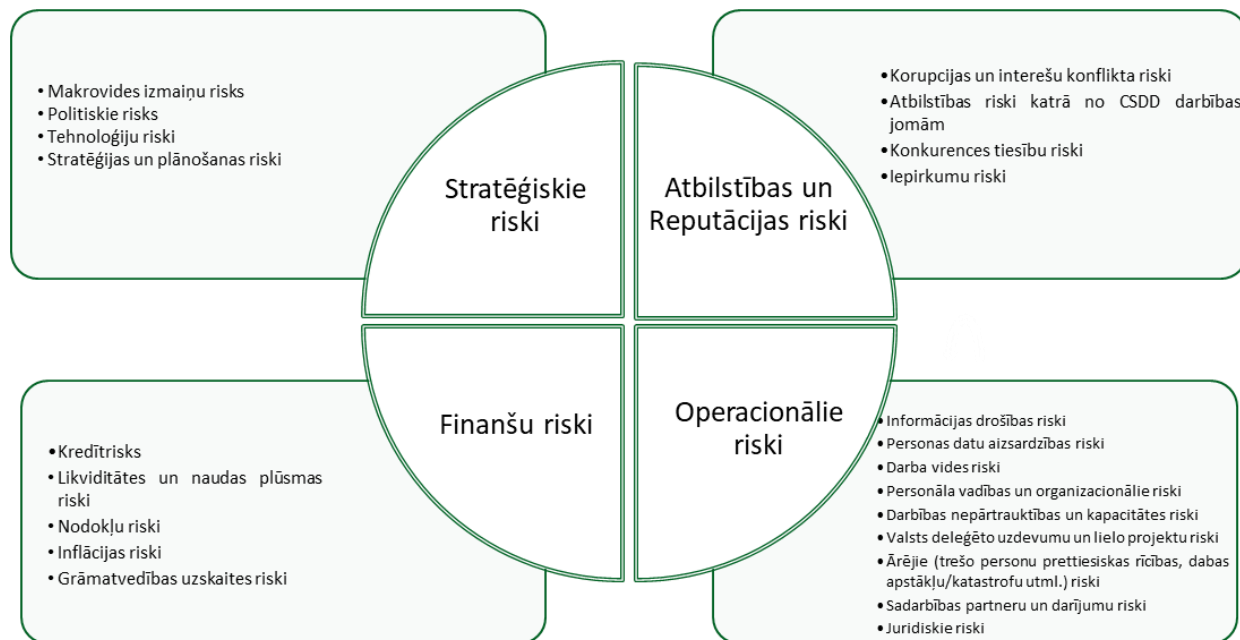 • Makrovides izmaiņu risks
• Politiskie risks
• Tehnoloģiju riski
• Stratēģijas un plānošanas riski
Stratēģiskie
riski
Atbilstības un
Reputācijas riski
•Korupcijas un interešu konflikta riski
•Atbilstības riski katrā no CSDD darbības
jomām
•Konkurences tiesību riski
•Iepirkumu riski
•Kredītrisks
•Likviditātes un naudas plūsmas
riski
• Nodokļu riski
• Inflācijas riski
• Grāmatvedības uzskaites riski
Finanšu riski
Operacionālie
riski
•Informācijas drošības riski
•Personas datu aizsardzības riski
•Darba vides riski
•Personāla vadības un organizacionālie riski
•Darbības nepārtrauktības un kapacitātes riski
•Valsts deleģēto uzdevumu un lielo projektu riski
•Ārējie (trešo personu prettiesiskas rīcības, dabas
apstākļu/katastrofu utml.) riski
•Sadarbības partneru un darījumu riski
•Juridiskie riski